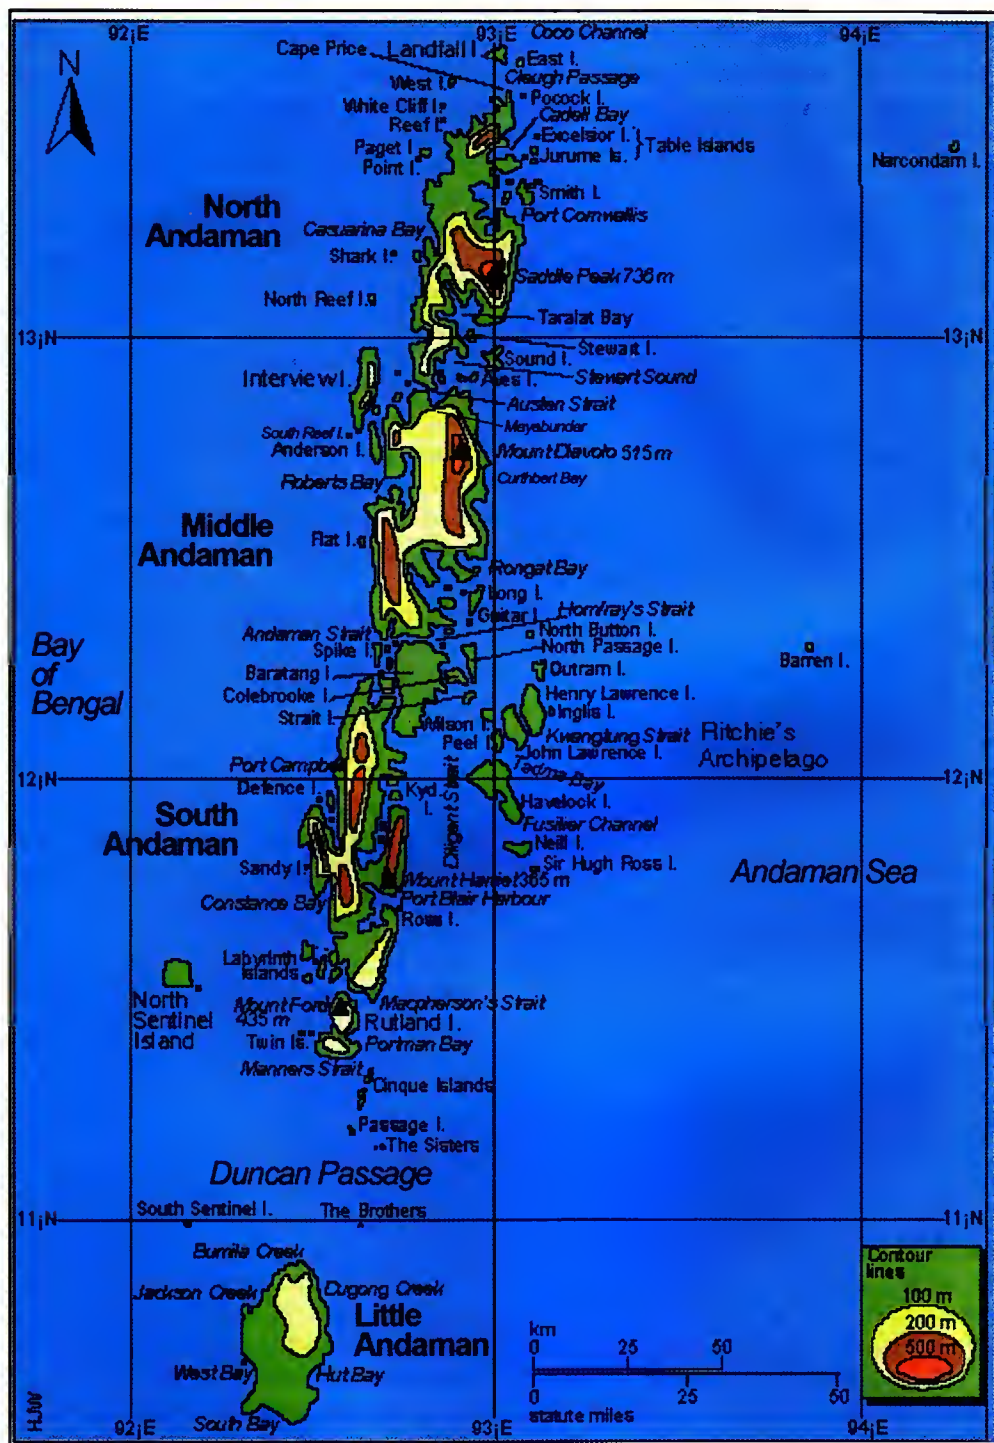 92¡E
93¡E
94¡E
Coco Channel
Cape Price
Landfall I.
East I.
N
West I.
Cleugh Passage
White Cliff I.
Pocock I.
Reef I.
Cadell Bay
Excelsior I.
Table Islands
Paget I.
Jurume Is.
Point I.
Narcondam I.
Smith I.
North
Andaman
Port Cornwallis
Casuarina Bay
Shark I.
Saddle Peak 736 m
North Reef I.
Taralat Bay
13¡N
13¡N
Stewart I.
Sound I.
Interview I.
Aves I.
Stewart Sound
Austen Strait
South Reef I.
Mayabunder
Anderson I.
Mount Diavolo 515 m
Roberts Bay
Cuthbert Bay
Middle
Andaman
Flat I.
Rongat Bay
Long I.
Guitar I.
Homfray's Strait
Andaman Strait
North Button I.
Spike I.
North Passage I.
Bay
of
Bengal
Barren I.
Baratang I.
Outram I.
Colebrooke I.
Henry Lawrence I.
Strait I.
Inglis I.
Wilson I.
Kwangtung Strait
Ritchie's
Archipelago
Peel I.
John Lawrence I.
Port Campbell
Tadma Bay
12¡N
12¡N
Defence I.
Kyd
I.
Diligent Strait
Havelock I.
South
Andaman
Fusilier Channel
Neill I.
Sandy I.
Sir Hugh Ross I.
Andaman Sea
Mount Harriet 365 m
Constance Bay
Port Blair Harbour
Ross I.
Labyrinth
Islands
North
Sentinel
Island
Mount Ford
435 m
Macpherson's Strait
Rutland I.
Twin Is.
Portman Bay
Manners Strait
Cinque Islands
Passage I.
The Sisters
Duncan Passage
South Sentinel I.
The Brothers
11¡N
11¡N
Bumila Creek
Jackson Creek
Dugong Creek
Little
Andaman
West Bay
Hut Bay
South Bay
Contour
lines
100 m
200 m
500 m
km
0
25
50
0
25
50
statute miles
HJW
92¡E
93¡E
94¡E